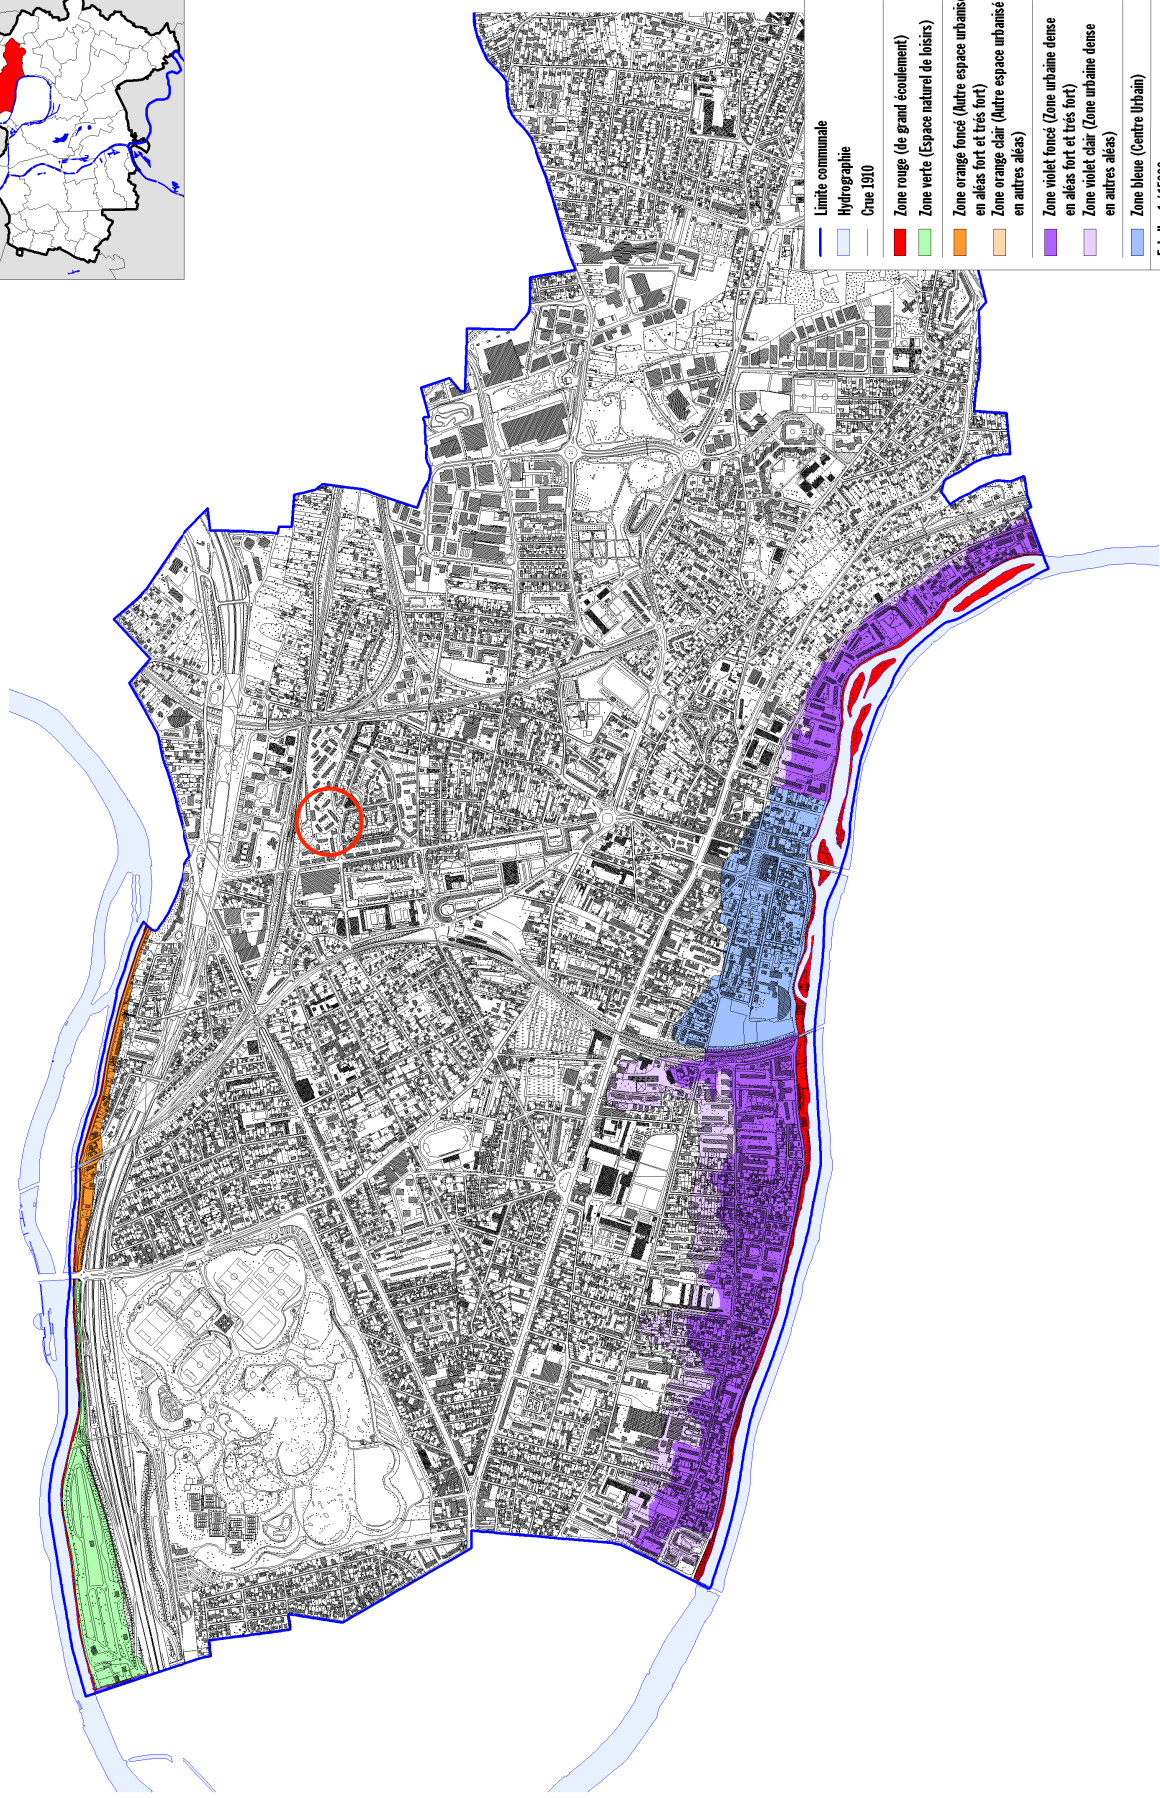 Limite communale
Hydrographie
Crue 1910
Zone rouge (de grand écoulement)
Zone verte (Espace naturel de loisirs)
Zone orange foncé (Autre espace urbanisé
en aléas fort et trés fort)
Zone orange clair (Autre espace urbanisé
en autres aléas)
Zone violet foncé (Zone urbaine dense
en aléas fort et trés fort)
Zone violet clair (Zone urbaine dense
en autres aléas)
Zone bleue (Centre Urbain)